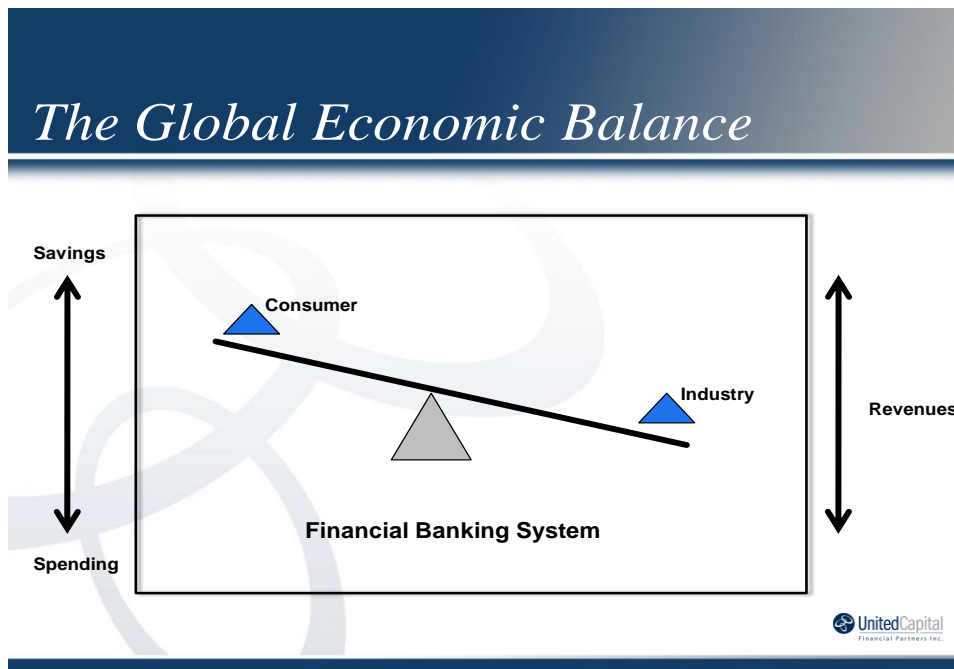 The Global Economic Balance
Savings
Consumer
Industry
Revenues
Financial Banking System
Spending
UnitedCapital
Financial Partners Inc.